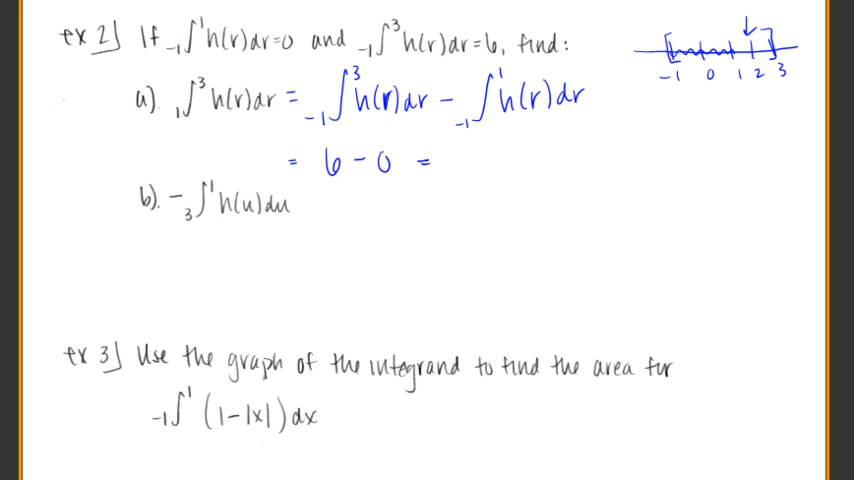 ex 2] If -1∫^1 h(r)dr=0 and -1∫^3 h(r)dr=6, find:
-1 0 1 2 3
a). 1∫^3 h(r)dr = -1∫^3 h(r)dr - -1∫^1 h(r)dr
= 6 - 0 =
b). - 3∫^1 h(u)du
ex 3] Use the graph of the integrand to find the area for
-1∫^1 (1-|x|) dx